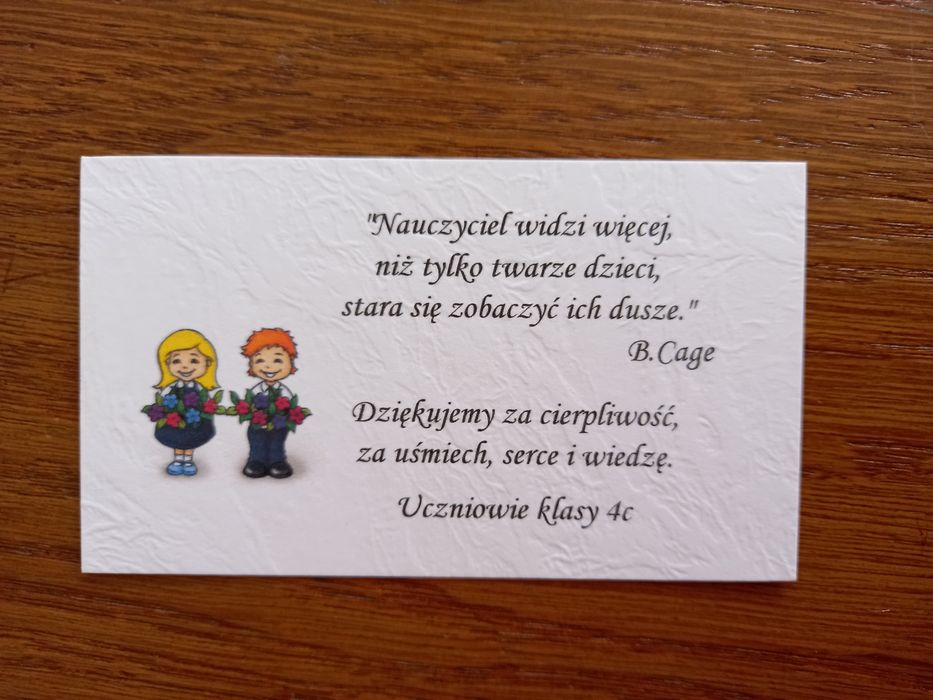 "Nauczyciel widzi więcej,
niż tylko twarze dzieci,
stara się zobaczyć ich dusze."
B.Cage
Dziękujemy za cierpliwość,
za uśmiech, serce i wiedzę.
Uczniowie klasy 4c